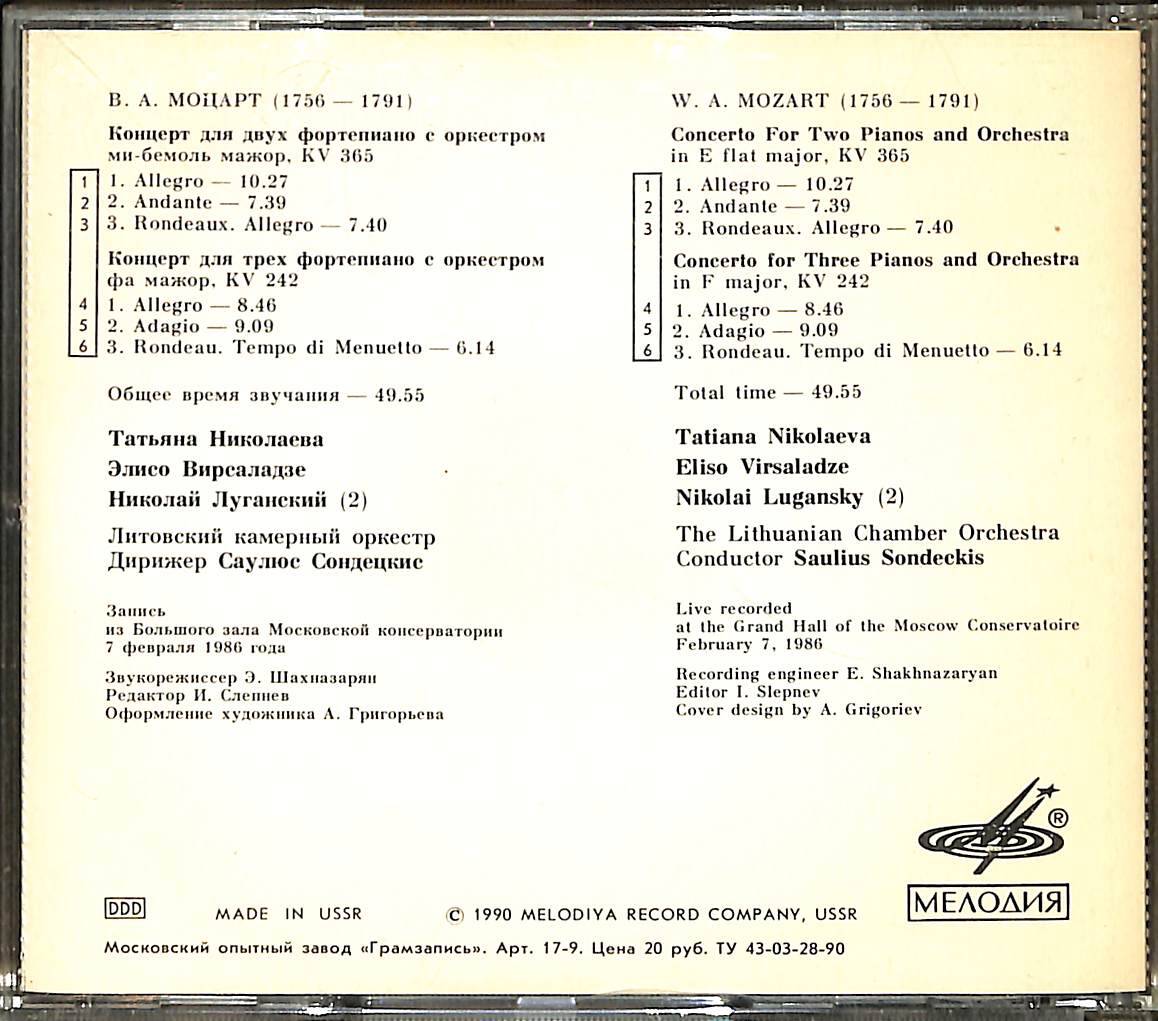 В. А. МОЦАРТ (1756 — 1791)
Концерт для двух фортепиано с оркестром
ми-бемоль мажор, KV 365
1 1. Allegro — 10.27
2 2. Andante — 7.39
3 3. Rondeaux. Allegro — 7.40
Концерт для трех фортепиано с оркестром
фа мажор, KV 242
4 1. Allegro — 8.46
5 2. Adagio — 9.09
6 3. Rondeau. Tempo di Menuetto — 6.14
Общее время звучания — 49.55
Татьяна Николаева
Элисо Вирсаладзе
Николай Луганский (2)
Литовский камерный оркестр
Дирижер Саулюс Сондецкис
Запись
из Большого зала Московской консерватории
7 февраля 1986 года
Звукорежиссер Э. Шахназарян
Редактор И. Слепнев
Оформление художника А. Григорьева
W. A. MOZART (1756 — 1791)
Concerto For Two Pianos and Orchestra
in E flat major, KV 365
1 1. Allegro — 10.27
2 2. Andante — 7.39
3 3. Rondeaux. Allegro — 7.40
Concerto for Three Pianos and Orchestra
in F major, KV 242
4 1. Allegro — 8.46
5 2. Adagio — 9.09
6 3. Rondeau. Tempo di Menuetto — 6.14
Total time — 49.55
Tatiana Nikolaeva
Eliso Virsaladze
Nikolai Lugansky (2)
The Lithuanian Chamber Orchestra
Conductor Saulius Sondeckis
Live recorded
at the Grand Hall of the Moscow Conservatoire
February 7, 1986
Recording engineer E. Shakhnazaryan
Editor I. Slepnev
Cover design by A. Grigoriev
®
МЕЛОДИЯ
DDD MADE IN USSR © 1990 MELODIYA RECORD COMPANY, USSR
Московский опытный завод «Грамзапись». Арт. 17-9. Цена 20 руб. ТУ 43-03-28-90